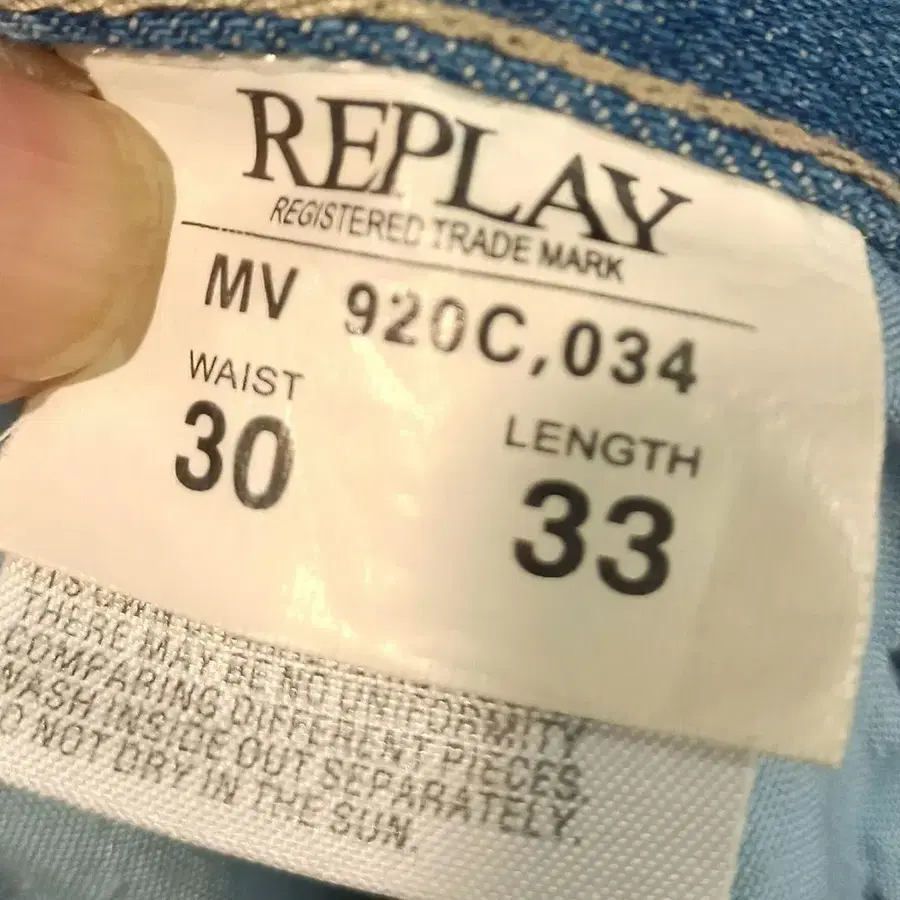 REPLAY
REGISTERED TRADE MARK
MV 920C,034
WAIST
30
LENGTH
33
THERE MAY BE NO UNIFORMITY
COMPARING DIFFERENT PIECES.
WASH INSIDE OUT SEPARATELY.
NOT DRY IN THE SUN.